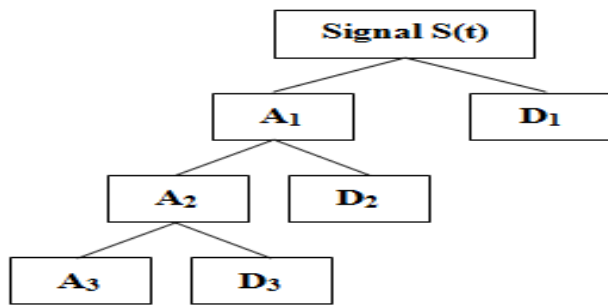 Signal S(t)
A₁ D₁
A₂ D₂
A₃ D₃